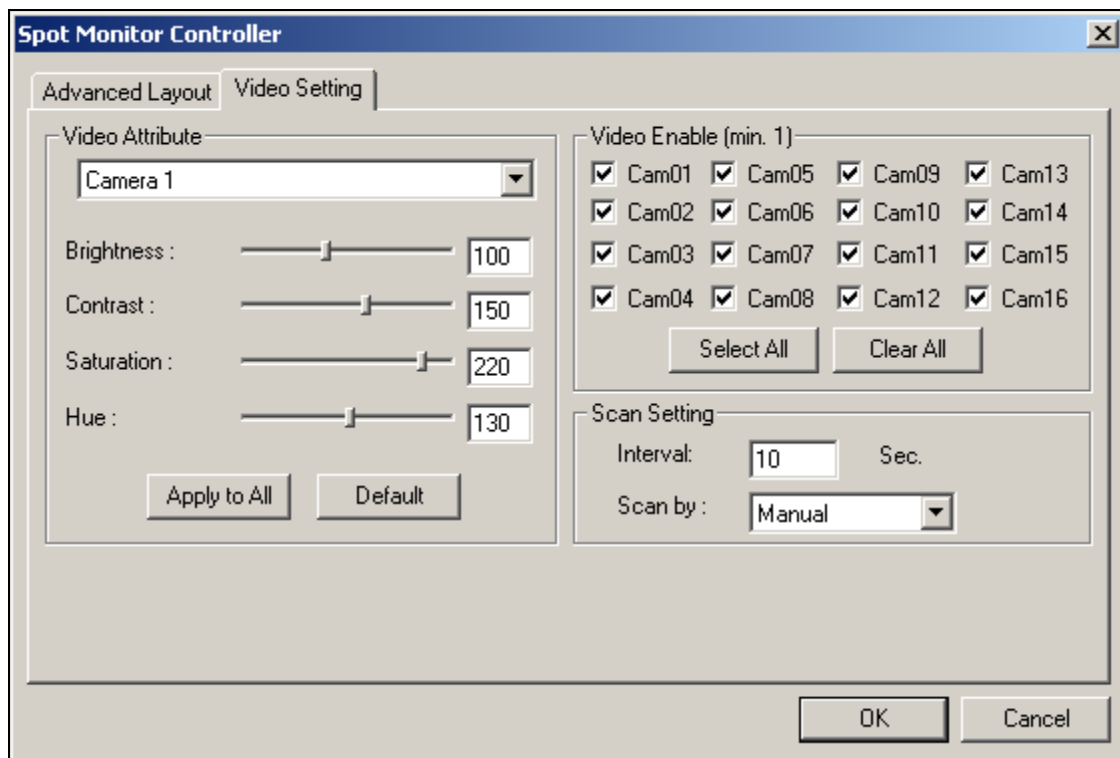 Spot Monitor Controller
Advanced Layout Video Setting
Video Attribute
Camera 1
Brightness : 100
Contrast : 150
Saturation : 220
Hue : 130
Apply to All Default
Video Enable (min. 1)
Cam01 Cam05 Cam09 Cam13
Cam02 Cam06 Cam10 Cam14
Cam03 Cam07 Cam11 Cam15
Cam04 Cam08 Cam12 Cam16
Select All Clear All
Scan Setting
Interval: 10 Sec.
Scan by : Manual
OK Cancel